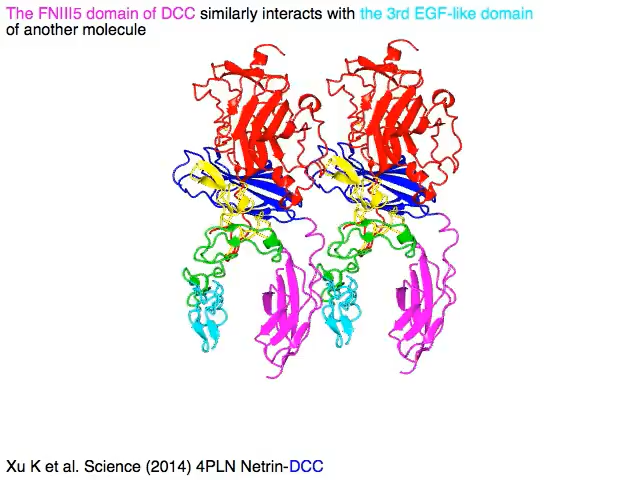 The FNIII5 domain of DCC similarly interacts with the 3rd EGF-like domain
of another molecule
Xu K et al. Science (2014) 4PLN Netrin-DCC